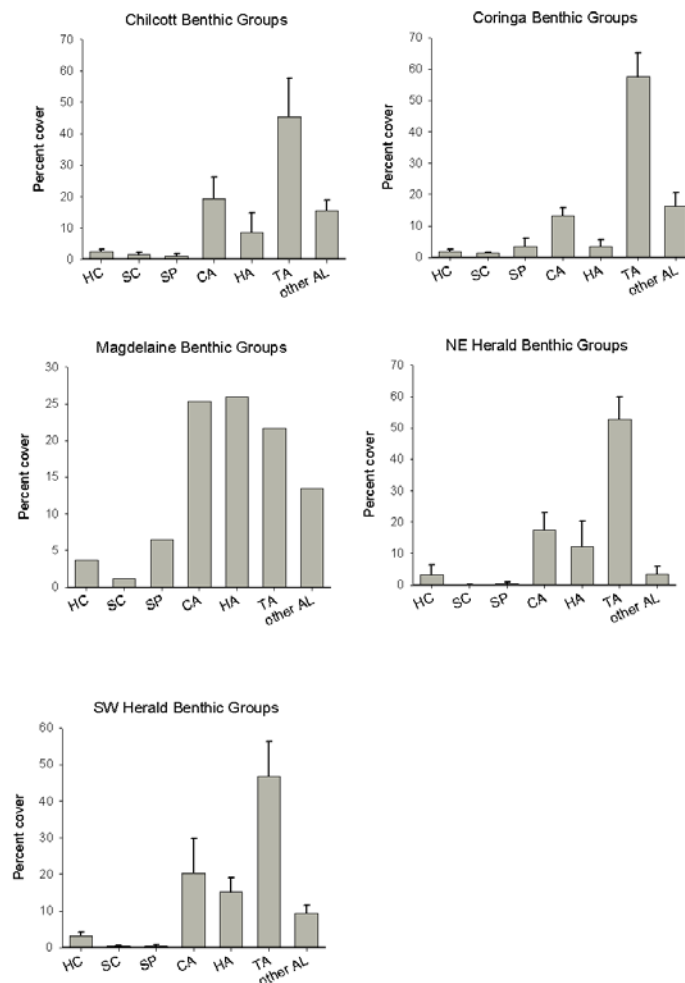 Chilcott Benthic Groups
Percent cover
70
60
50
40
30
20
10
0
HC SC SP CA HA TA other AL
Coringa Benthic Groups
Percent cover
70
60
50
40
30
20
10
0
HC SC SP CA HA TA other AL
Magdelaine Benthic Groups
Percent cover
30
25
20
15
10
5
0
HC SC SP CA HA TA other AL
NE Herald Benthic Groups
Percent cover
70
60
50
40
30
20
10
0
HC SC SP CA HA TA other AL
SW Herald Benthic Groups
Percent cover
60
50
40
30
20
10
0
HC SC SP CA HA TA other AL